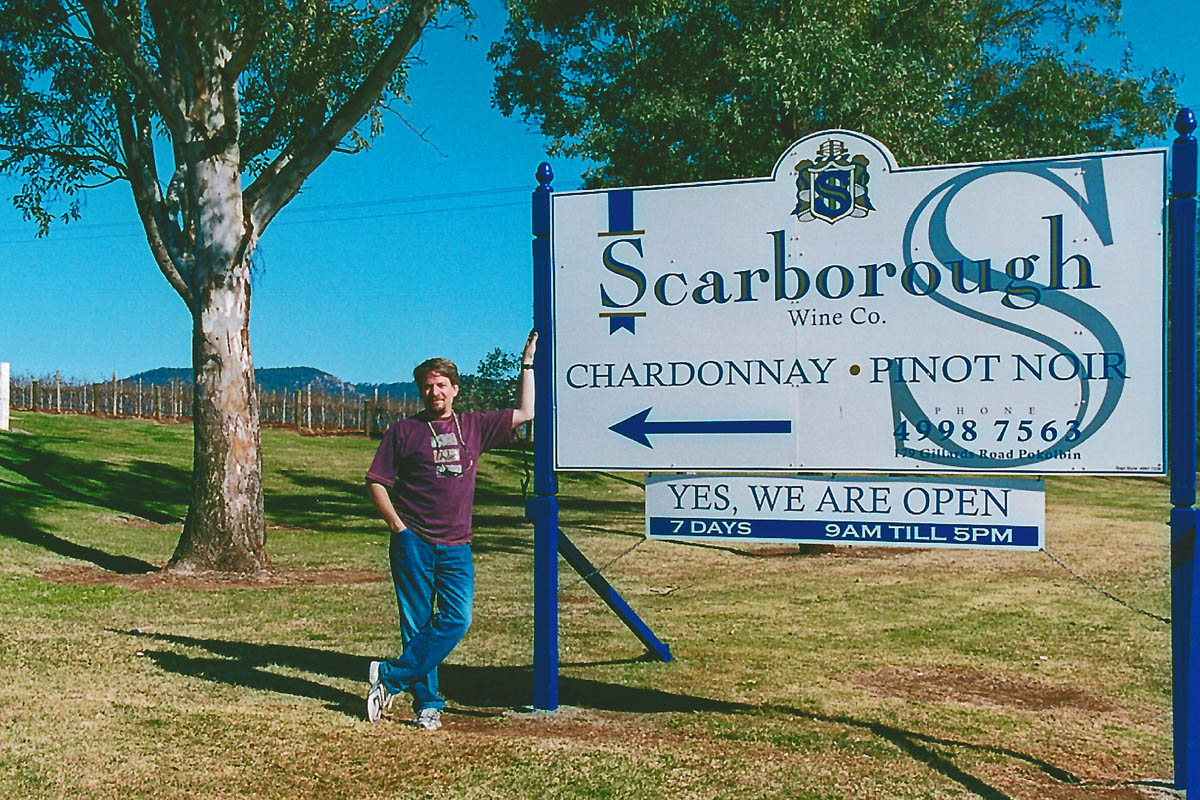 S
Scarborough
Wine Co.
CHARDONNAY • PINOT NOIR
PHONE
4998 7563
179 Gillards Road Pokolbin
YES, WE ARE OPEN
7 DAYS 9AM TILL 5PM